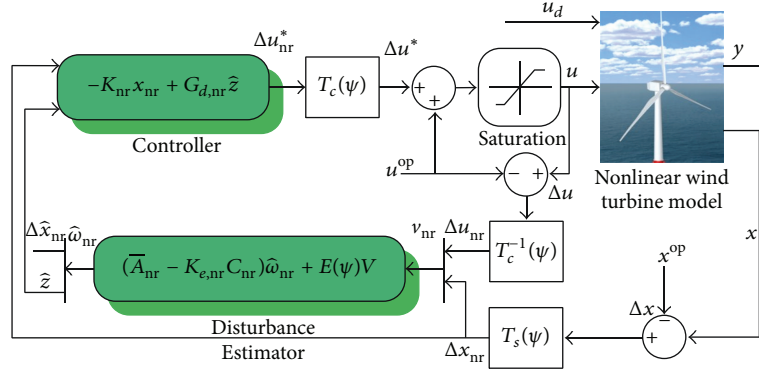 Δu*nr
Δu*
u_d
y
−K_nr x_nr + G_d,nr ẑ
T_c(ψ)
+
+
u
Controller
Saturation
u^op
−
+
Δu
Nonlinear wind
turbine model
Δx̂_nr
ω̂_nr
v_nr
Δu_nr
T_c^−1(ψ)
x
x^op
ẑ
(A̅_nr − K_e,nr C_nr)ω̂_nr + E(ψ)V
Δx
−
+
Disturbance
Estimator
Δx_nr
T_s(ψ)